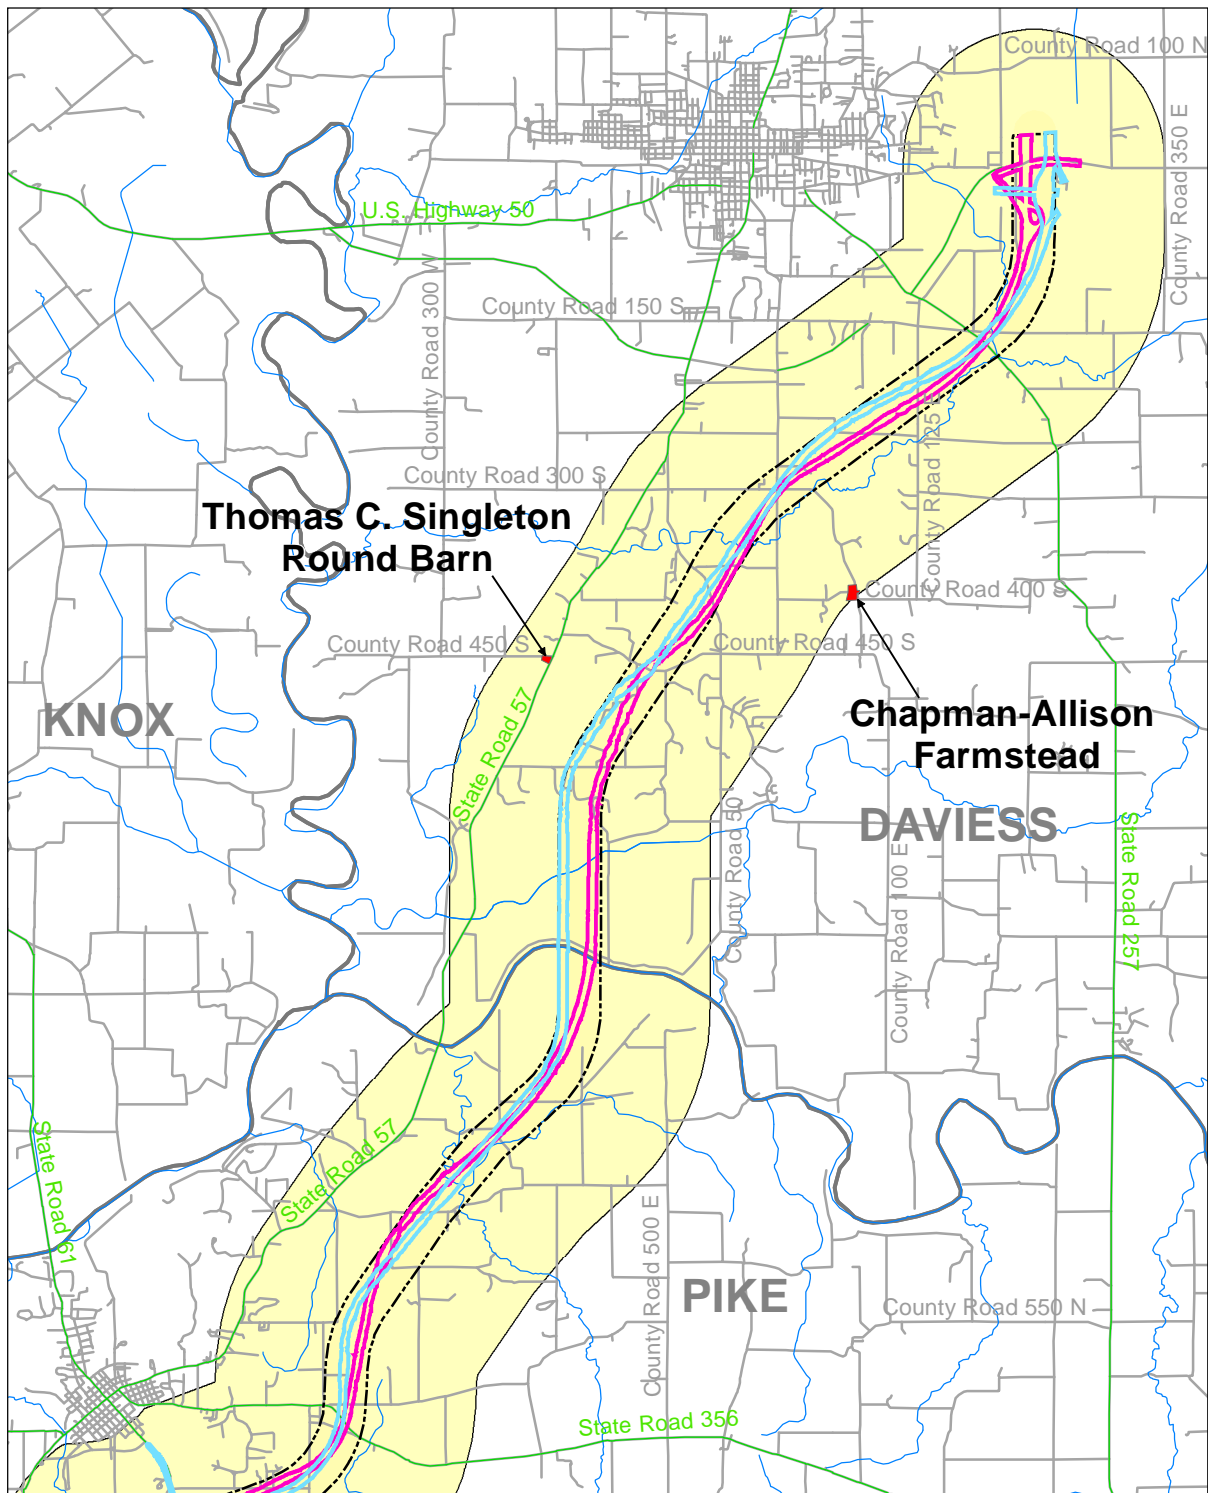 County Road 100 N
County Road 350 E
U.S. Highway 50
County Road 300 W
County Road 150 S
County Road 125 E
County Road 300 S
Thomas C. Singleton
Round Barn
County Road 400 S
County Road 450 S
County Road 450 S
KNOX
State Road 57
Chapman-Allison
Farmstead
DAVIESS
County Road 50
County Road 100 E
State Road 257
State Road 57
State Road 61
County Road 500 E
PIKE
County Road 550 N
State Road 356